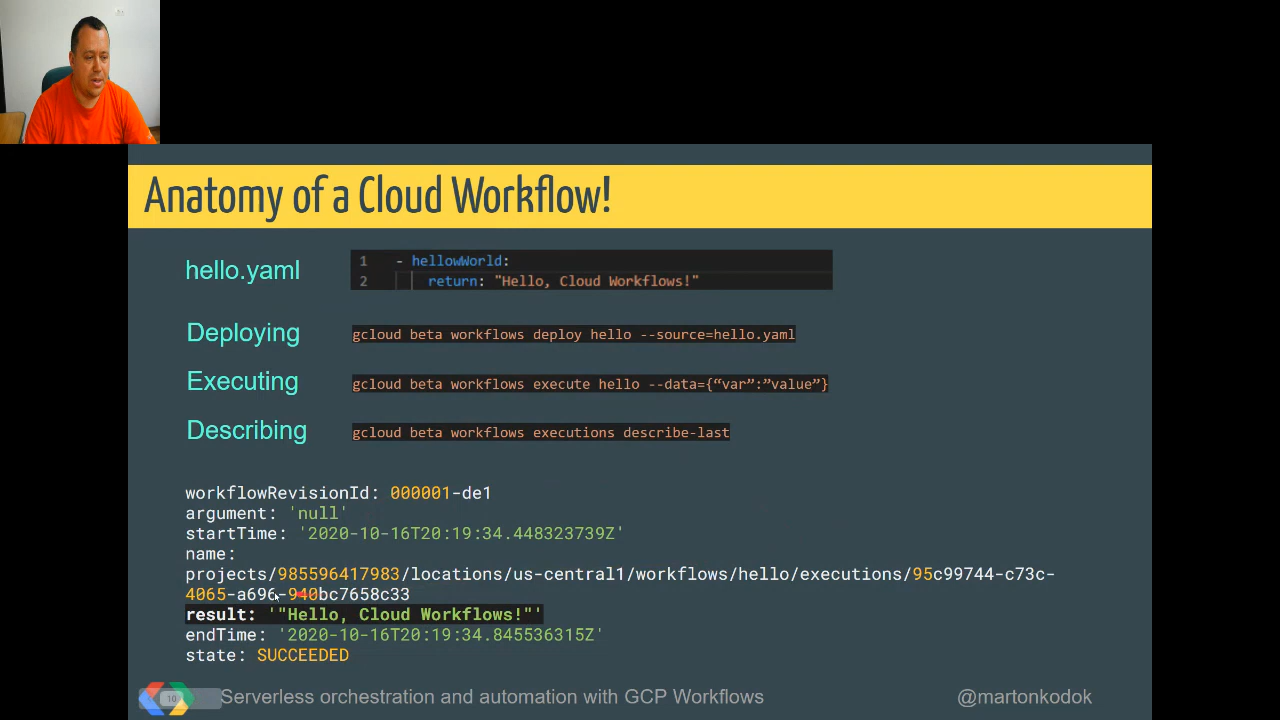 Anatomy of a Cloud Workflow!
hello.yaml
1 - hellowWorld:
2 return: "Hello, Cloud Workflows!"
Deploying
gcloud beta workflows deploy hello --source=hello.yaml
Executing
gcloud beta workflows execute hello --data={“var”:”value”}
Describing
gcloud beta workflows executions describe-last
workflowRevisionId: 000001-de1
argument: 'null'
startTime: '2020-10-16T20:19:34.448323739Z'
name:
projects/985596417983/locations/us-central1/workflows/hello/executions/95c99744-c73c-
4065-a696-940bc7658c33
result: '"Hello, Cloud Workflows!"'
endTime: '2020-10-16T20:19:34.845536315Z'
state: SUCCEEDED
10
Serverless orchestration and automation with GCP Workflows
@martonkodok